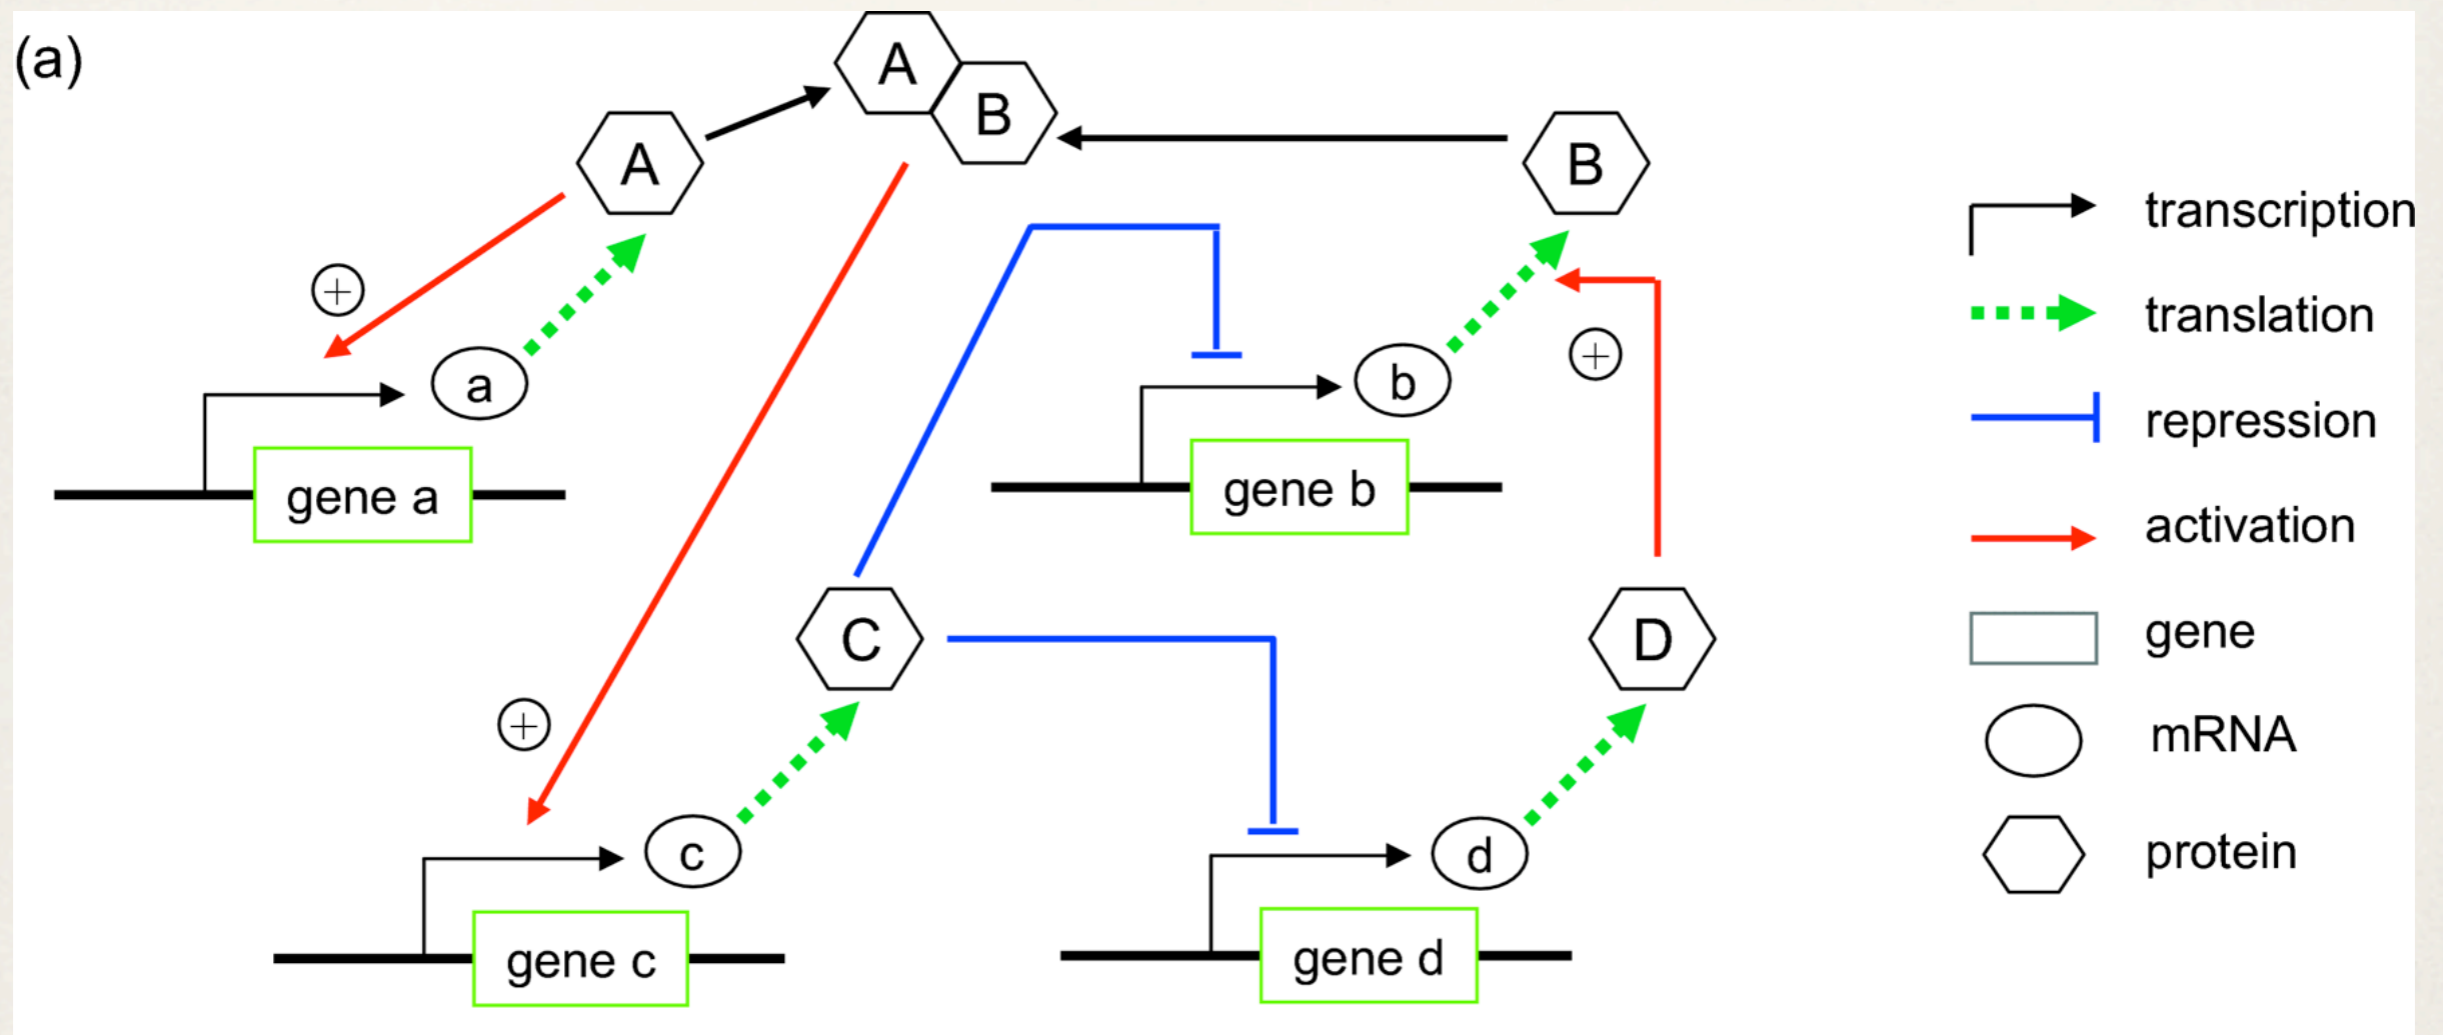 (a)
A
B
A
B
transcription
+
translation
a
b
+
repression
gene a
gene b
activation
C
D
gene
+
mRNA
c
d
protein
gene c
gene d